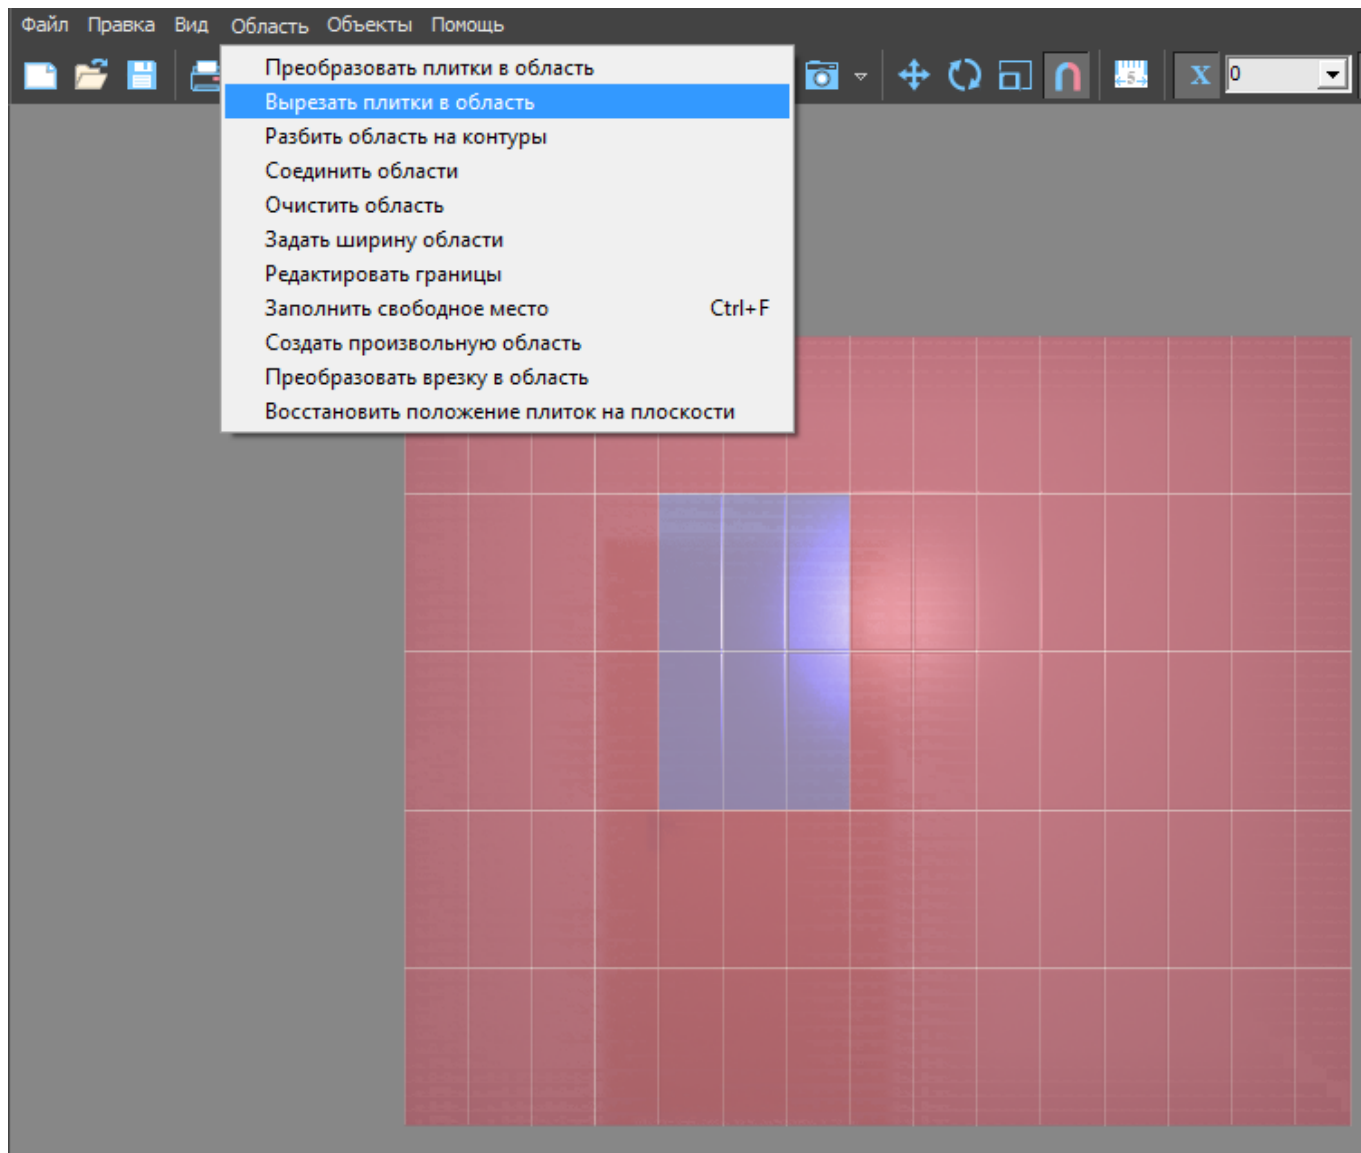 Файл Правка Вид Область Объекты Помощь
5 X 0
Преобразовать плитки в область
Вырезать плитки в область
Разбить область на контуры
Соединить области
Очистить область
Задать ширину области
Редактировать границы
Заполнить свободное место Ctrl+F
Создать произвольную область
Преобразовать врезку в область
Восстановить положение плиток на плоскости